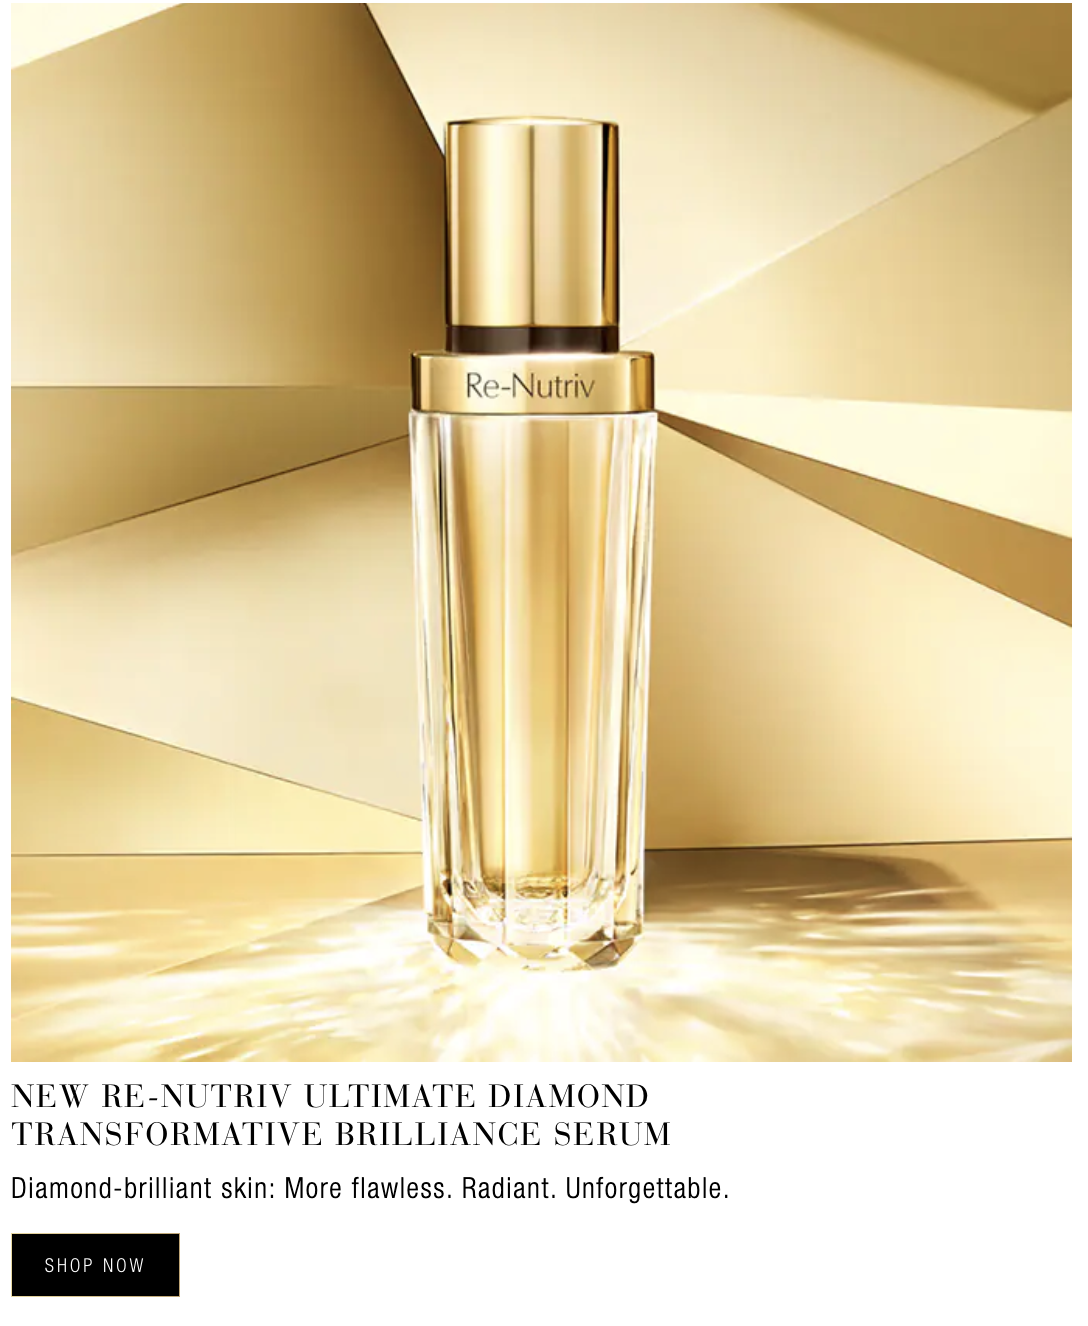 Re-Nutriv
NEW RE-NUTRIV ULTIMATE DIAMOND
TRANSFORMATIVE BRILLIANCE SERUM
Diamond-brilliant skin: More flawless. Radiant. Unforgettable.
SHOP NOW